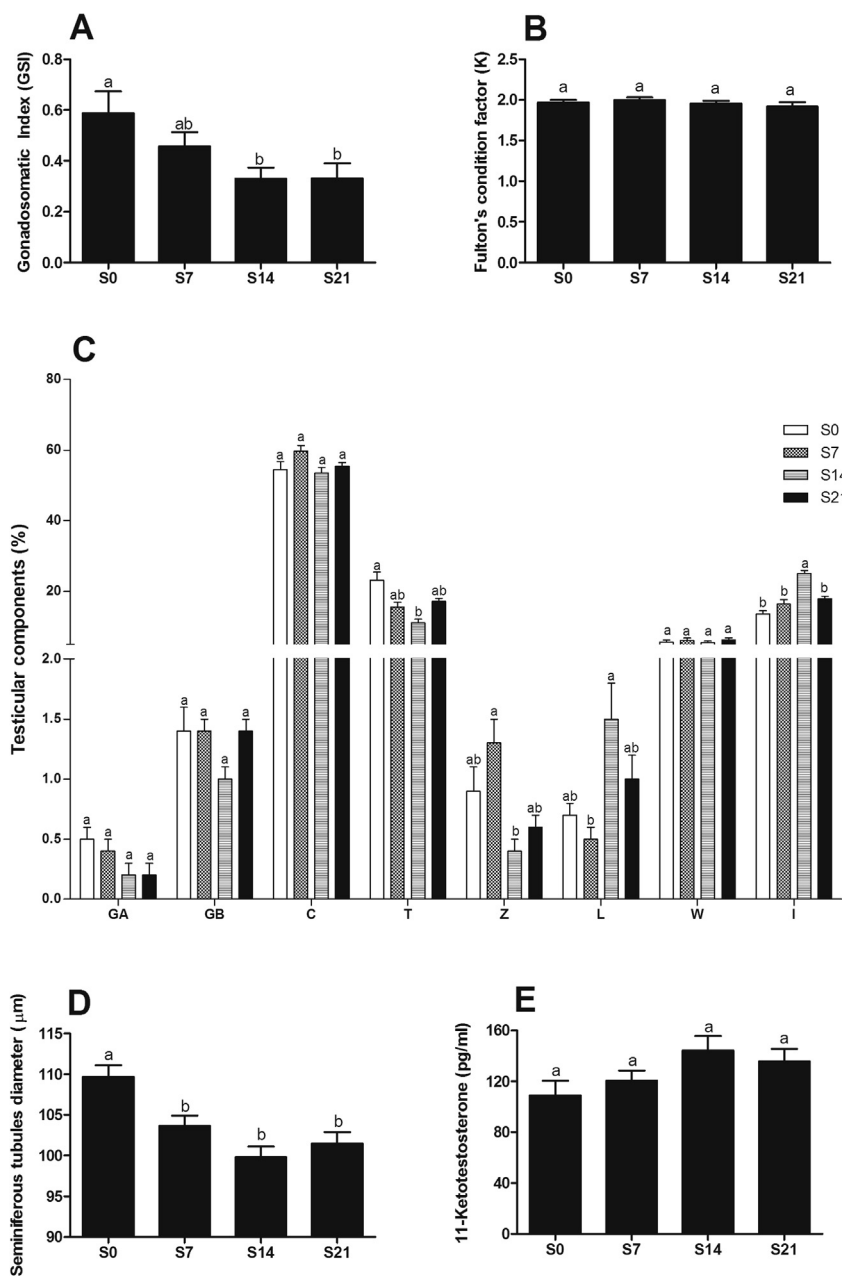 A
Gonadosomatic Index (GSI)
0.8
0.6
0.4
0.2
0.0
a
ab
b
b
S0 S7 S14 S21
B
Fulton's condition factor (K)
2.5
2.0
1.5
1.0
0.5
0.0
a a a a
S0 S7 S14 S21
C
Testicular components (%)
80
60
40
20
2.0
1.5
1.0
0.5
0.0
S0
S7
S14
S2
a a a a
a a a a
a a a a
a ab b ab
ab a b ab
ab b a ab
a a a a
b b a b
GA GB C T Z L W I
D
Seminiferous tubules diameter (μm)
115
110
105
100
95
90
a b b b
S0 S7 S14 S21
E
11-Ketotestosterone (pg/ml)
160
120
80
40
0
a a a a
S0 S7 S14 S21